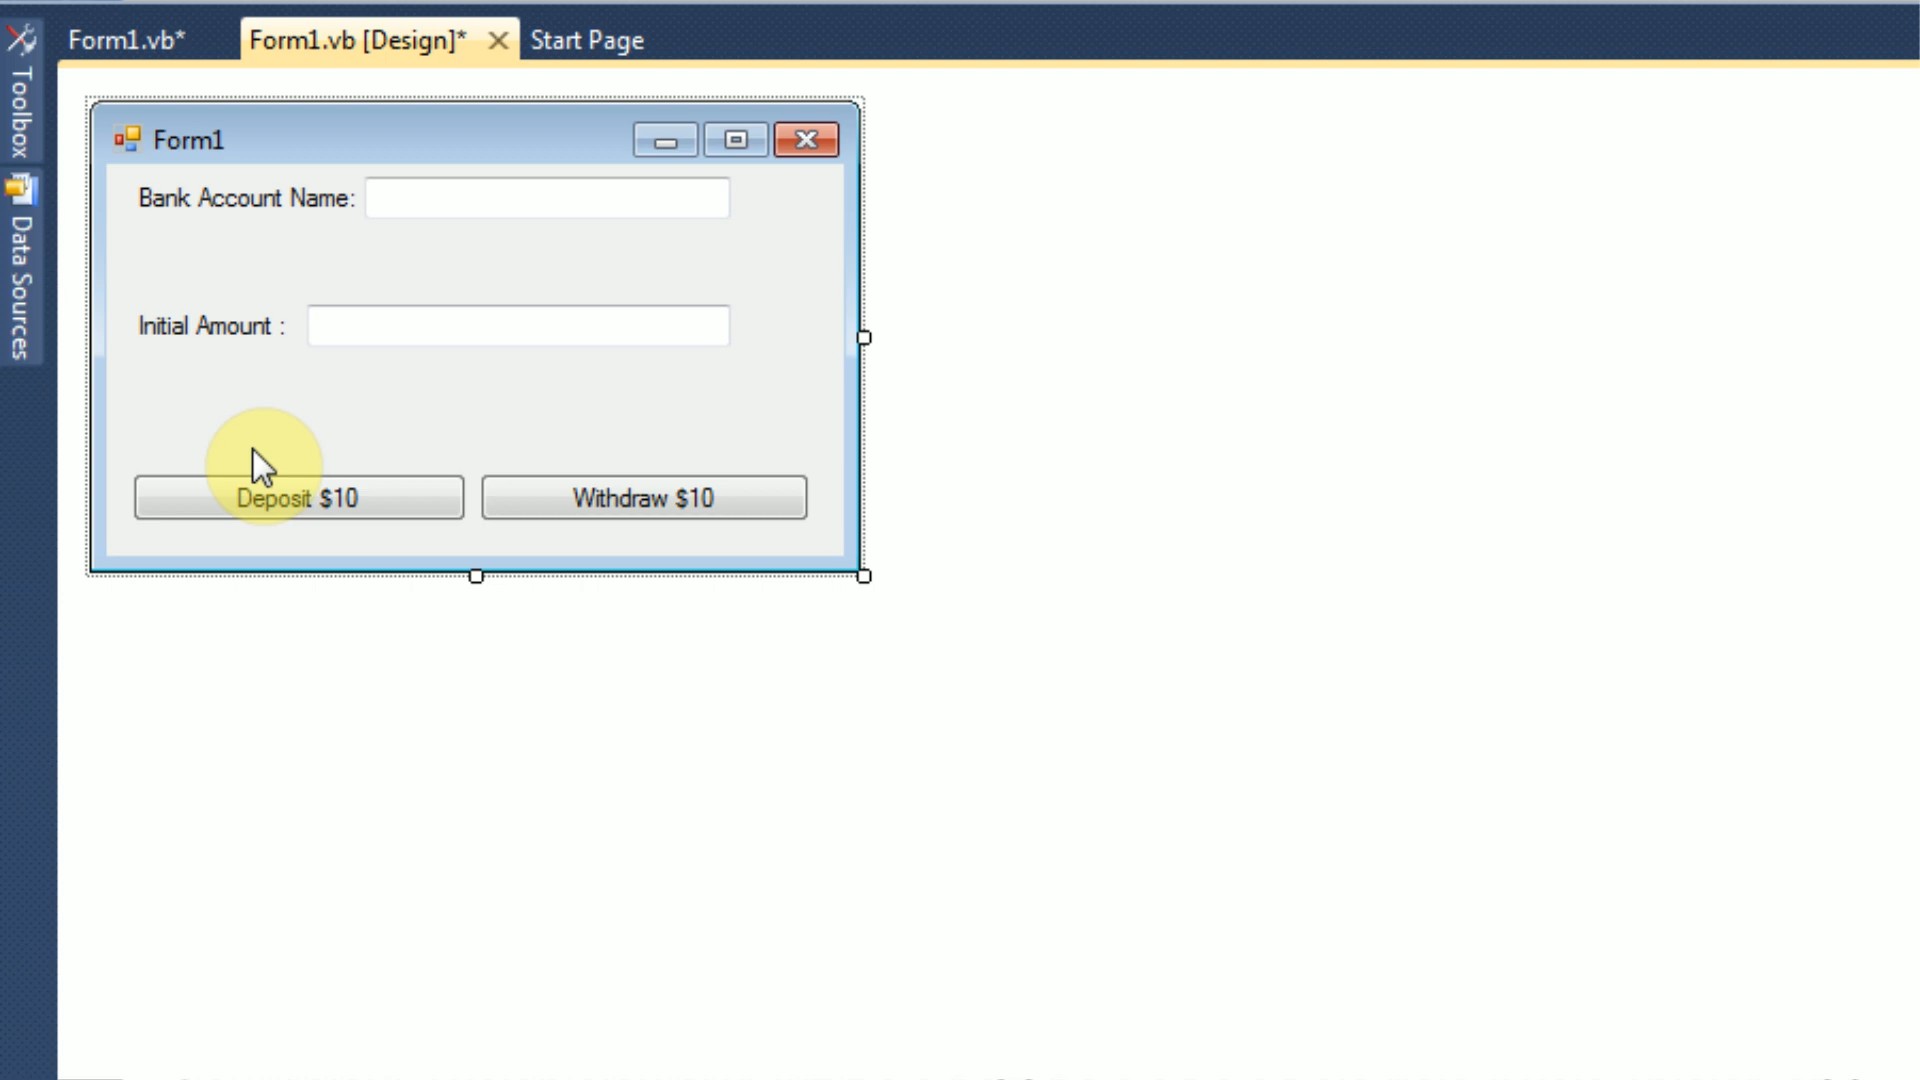 Form1.vb*
Form1.vb [Design]*
Start Page
Toolbox
Data Sources
Form1
Bank Account Name:
Initial Amount :
Deposit $10
Withdraw $10